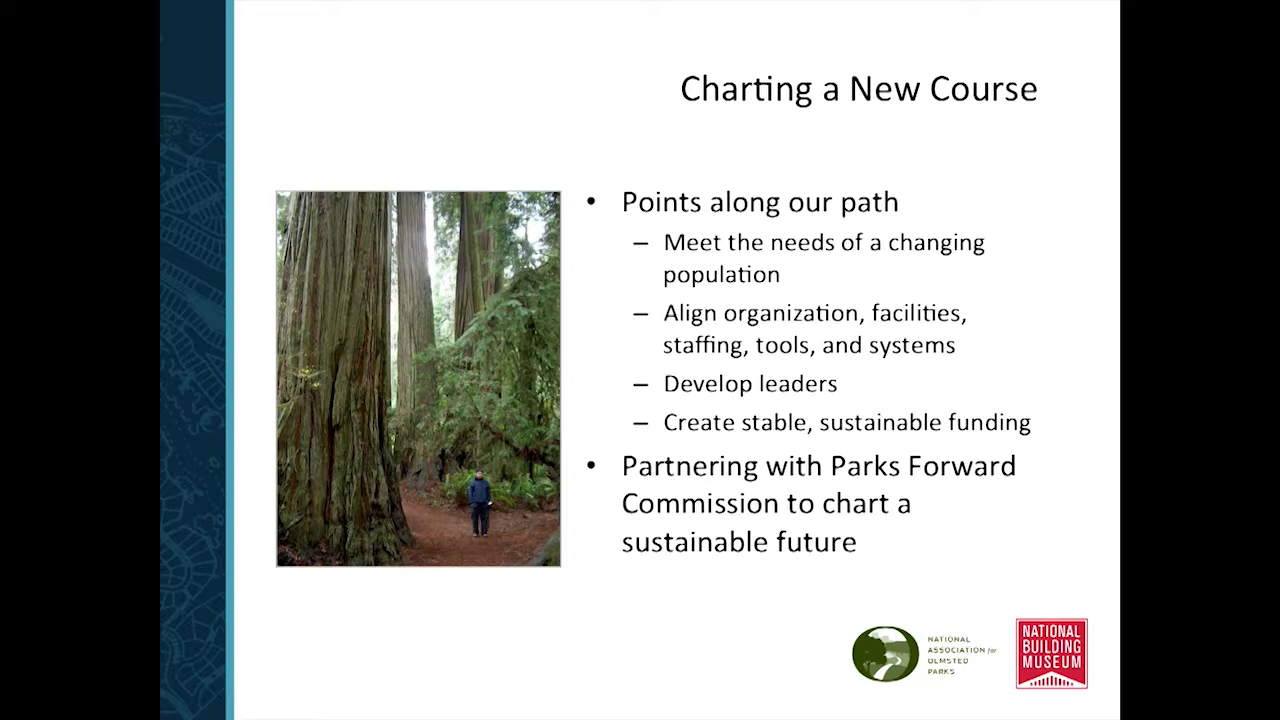 Charting a New Course
• Points along our path
– Meet the needs of a changing
population
– Align organization, facilities,
staffing, tools, and systems
– Develop leaders
– Create stable, sustainable funding
• Partnering with Parks Forward
Commission to chart a
sustainable future
NATIONAL
ASSOCIATION for
OLMSTED
PARKS
NATIONAL
BUILDING
MUSEUM